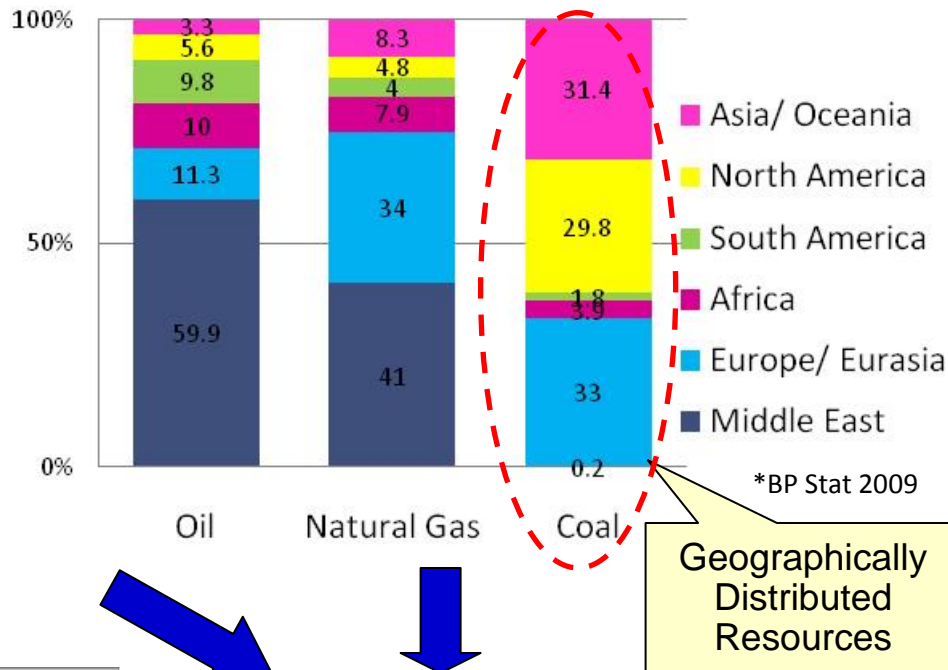 100%
50%
0%
3.3
5.6
9.8
10
11.3
59.9
8.3
4.8
4
7.9
34
41
31.4
29.8
1.8
3.9
33
0.2
Oil
Natural Gas
Coal
Asia/ Oceania
North America
South America
Africa
Europe/ Eurasia
Middle East
*BP Stat 2009
Geographically
Distributed
Resources